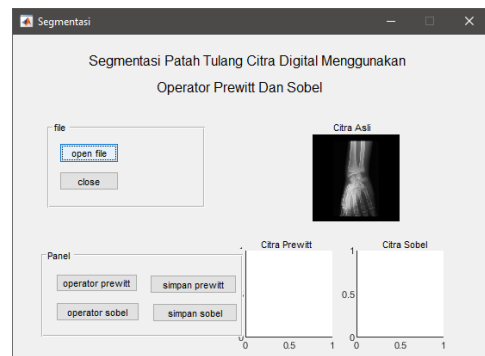 Segmentasi
Segmentasi Patah Tulang Citra Digital Menggunakan
Operator Prewitt Dan Sobel
file
open file
close
Citra Asli
Panel
operator prewitt
simpan prewitt
operator sobel
simpan sobel
Citra Prewitt
0
0.5
1
Citra Sobel
1
0.5
0
0
0.5
1